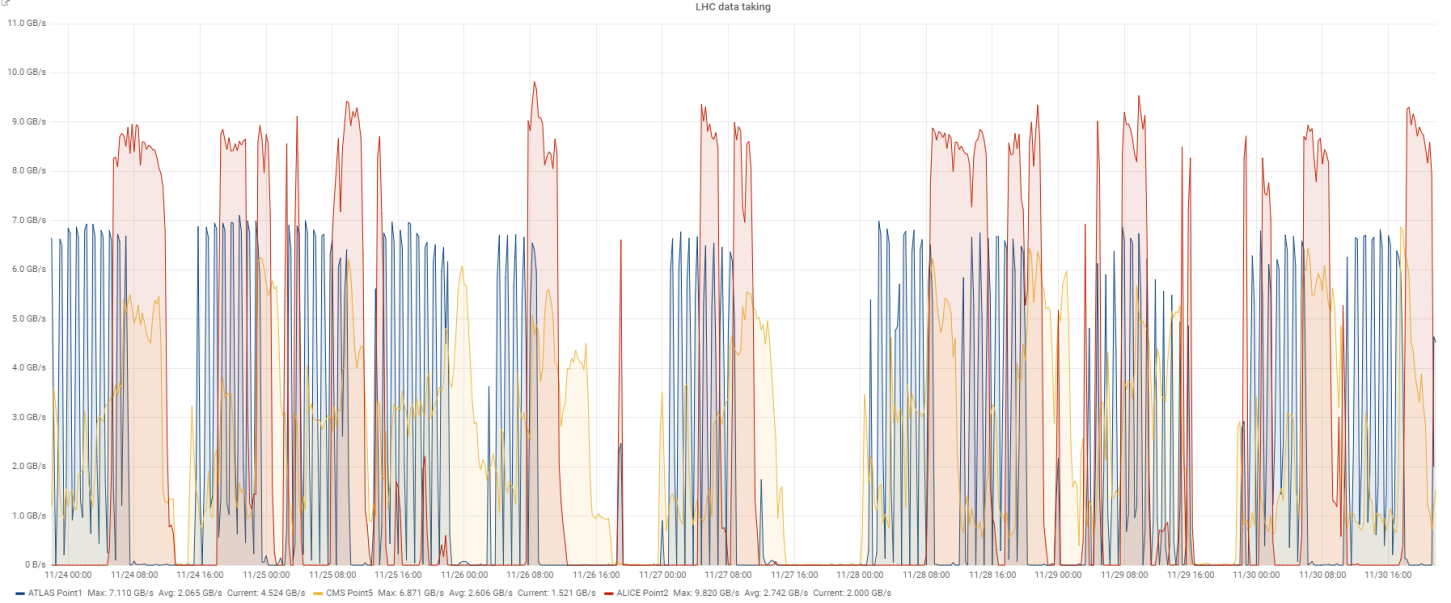 LHC data taking
11.0 GB/s
10.0 GB/s
9.0 GB/s
8.0 GB/s
7.0 GB/s
6.0 GB/s
5.0 GB/s
4.0 GB/s
3.0 GB/s
2.0 GB/s
1.0 GB/s
0 B/s
11/24 00:00 11/24 08:00 11/24 16:00 11/25 00:00 11/25 08:00 11/25 16:00 11/26 00:00 11/26 08:00 11/26 16:00 11/27 00:00 11/27 08:00 11/27 16:00 11/28 00:00 11/28 08:00 11/28 16:00 11/29 00:00 11/29 08:00 11/29 16:00 11/30 00:00 11/30 08:00 11/30 16:00
ATLAS Point1 Max: 7.110 GB/s Avg: 2.065 GB/s Current: 4.524 GB/s CMS Point5 Max: 6.871 GB/s Avg: 2.606 GB/s Current: 1.521 GB/s ALICE Point2 Max: 9.820 GB/s Avg: 2.742 GB/s Current: 2.000 GB/s